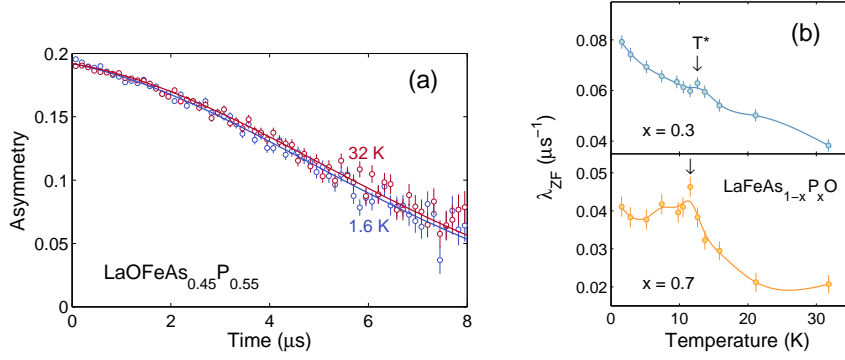 (a)
32 K
1.6 K
LaOFeAs₀.₄₅P₀.₅₅
Asymmetry
0.2
0.15
0.1
0.05
0
0 2 4 6 8
Time (μs)
(b)
T*
x = 0.3
LaFeAs₁₋ₓPₓO
x = 0.7
λ_ZF (μs⁻¹)
0.08
0.06
0.04
0.05
0.04
0.03
0.02
0 10 20 30
Temperature (K)